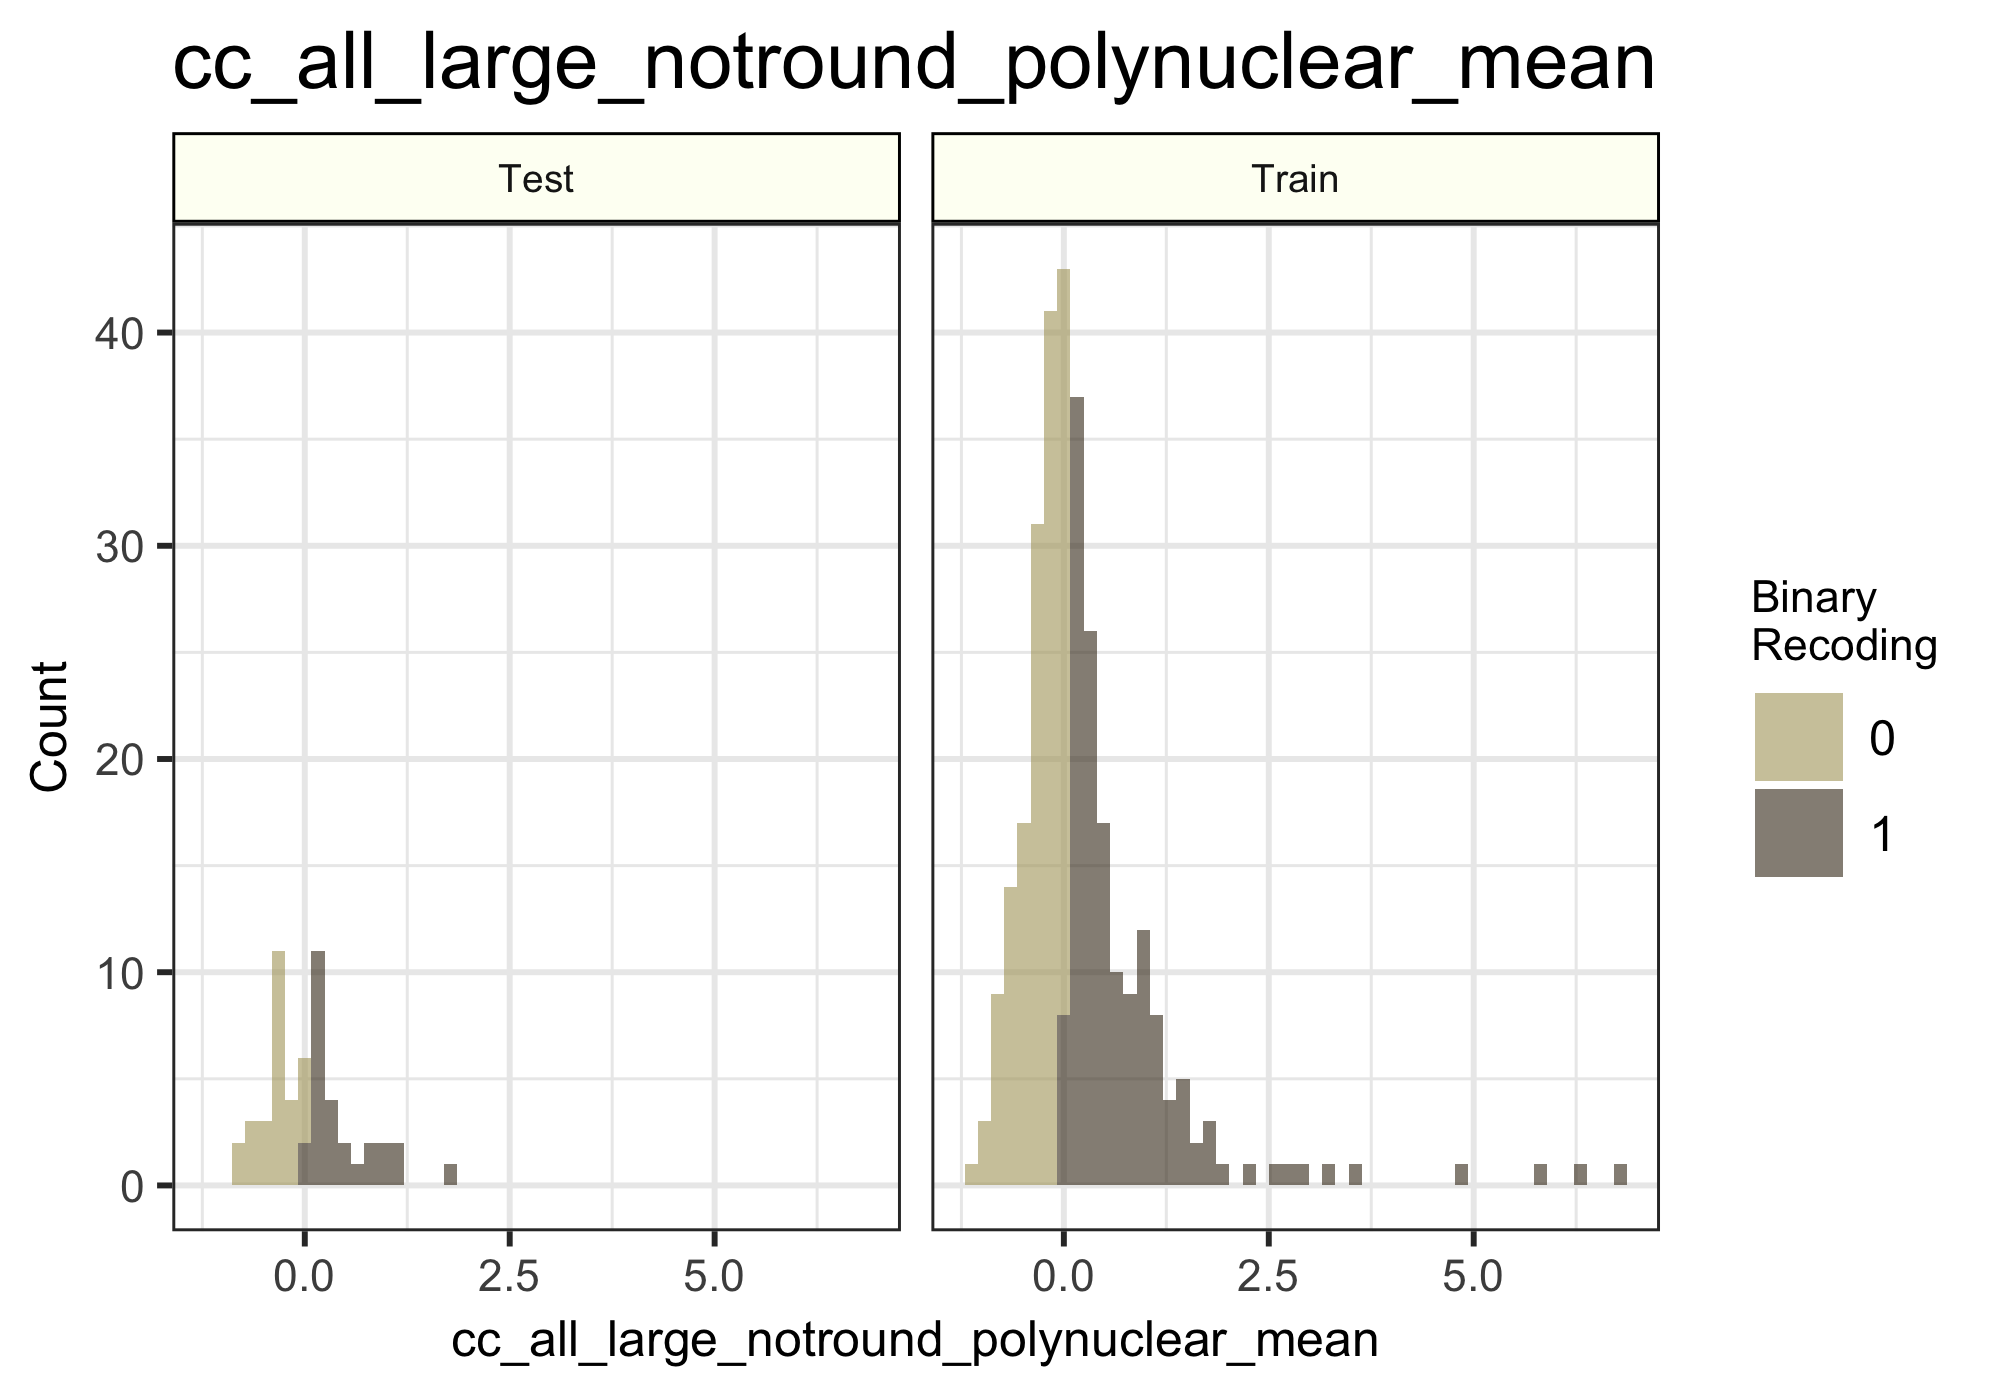 cc_all_large_notround_polynuclear_mean
Test
Train
Count
40
30
20
10
0
0.0
2.5
5.0
0.0
2.5
5.0
cc_all_large_notround_polynuclear_mean
Binary
Recoding
0
1